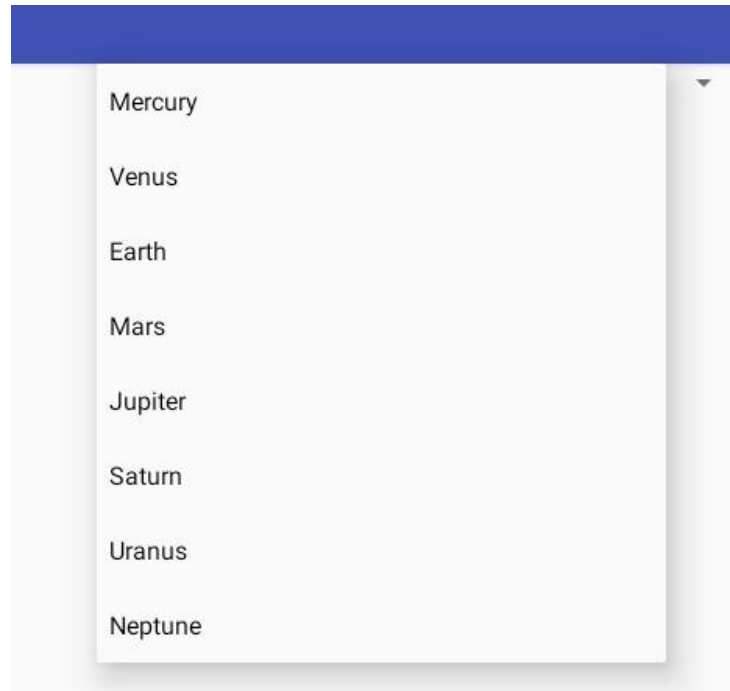 Mercury
Venus
Earth
Mars
Jupiter
Saturn
Uranus
Neptune